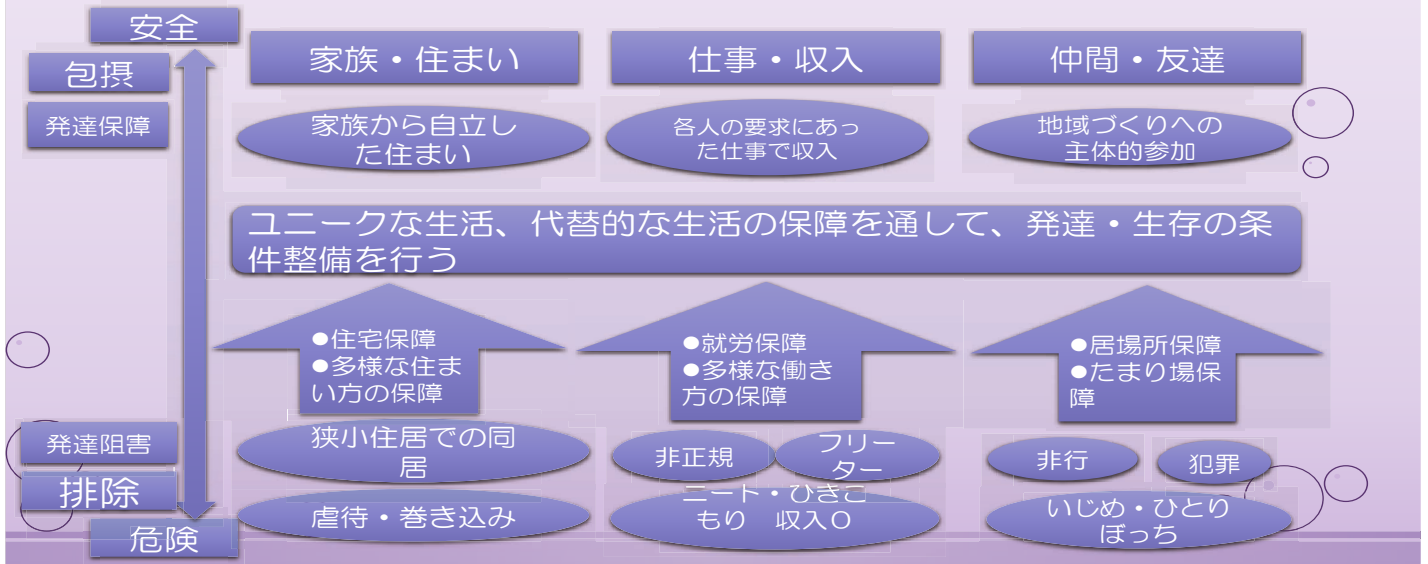 安全
包摂
発達保障
家族・住まい
仕事・収入
仲間・友達
家族から自立し
た住まい
各人の要求にあっ
た仕事で収入
地域づくりへの
主体的参加
ユニークな生活、代替的な生活の保障を通して、発達・生存の条
件整備を行う
●住宅保障
●多様な住ま
い方の保障
●就労保障
●多様な働き
方の保障
●居場所保障
●たまり場保
障
発達阻害
排除
危険
狭小住居での同
居
虐待・巻き込み
非正規
フリー
ター
ニート・ひきこ
もり　収入０
非行
犯罪
いじめ・ひとり
ぼっち